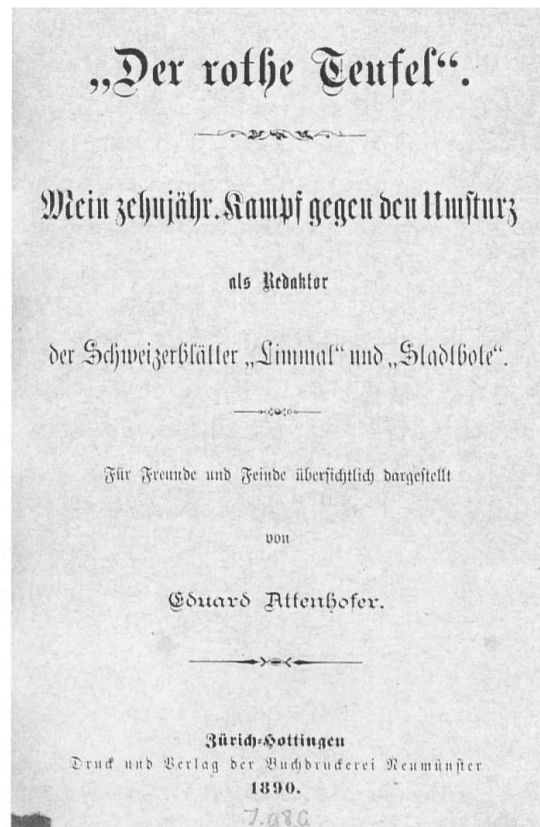 „Der rothe Teufel“.
Mein zehnjähr. Kampf gegen den Umsturz
als Redaktor
der Schweizerblätter „Limmat“ und „Stadtbote“.
Für Freunde und Feinde übersichtlich dargestellt
von
Eduard Attenhofer.
Zürich-Hottingen
Druck und Verlag der Buchdruckerei Neumünster
1890.